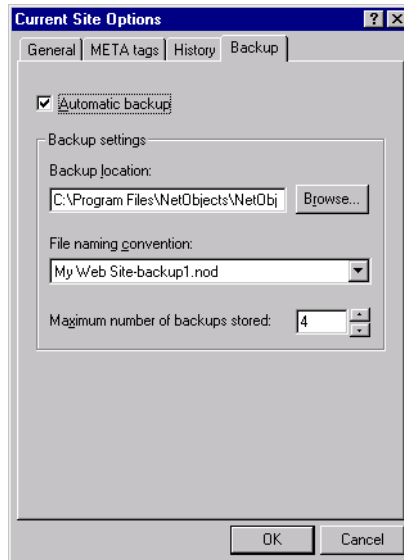 Current Site Options
General META tags History Backup
Automatic backup
Backup settings
Backup location:
C:\Program Files\NetObjects\NetObj Browse...
File naming convention:
My Web Site-backup1.nod
Maximum number of backups stored: 4
OK Cancel